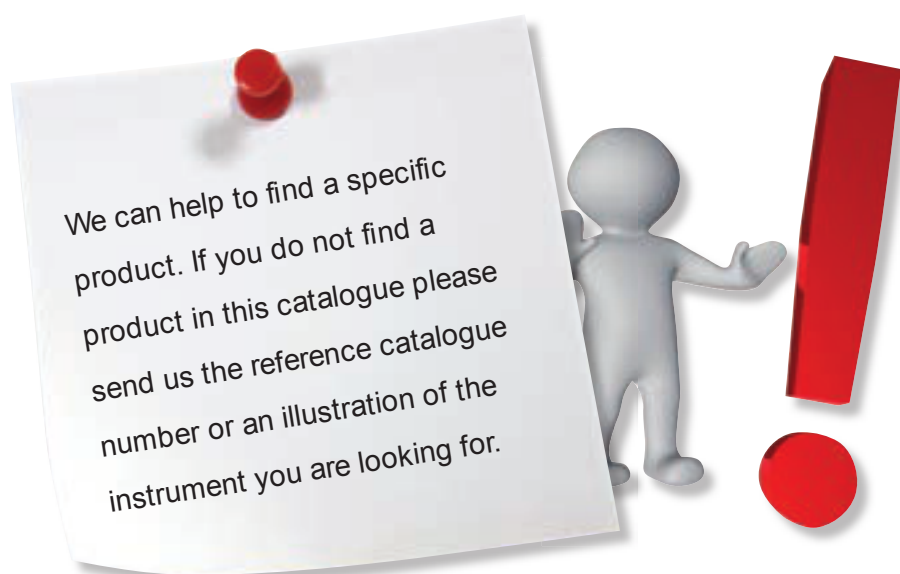 We can help to find a specific
product. If you do not find a
product in this catalogue please
send us the reference catalogue
number or an illustration of the
instrument you are looking for.